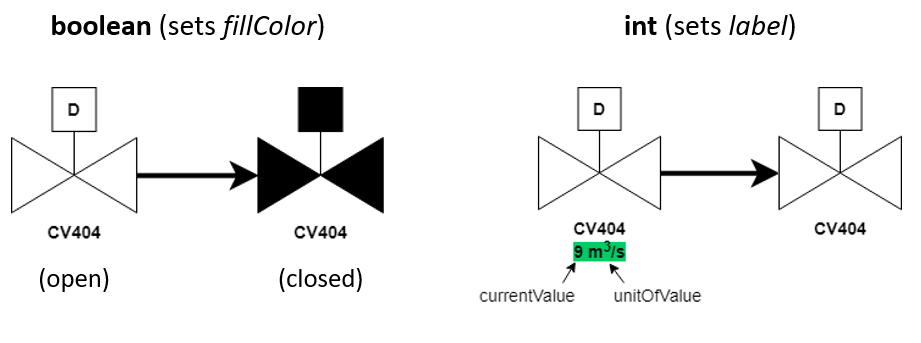 boolean (sets fillColor)
D
CV404
(open)
CV404
(closed)
int (sets label)
D
CV404
9 m³/s
currentValue
unitOfValue
D
CV404